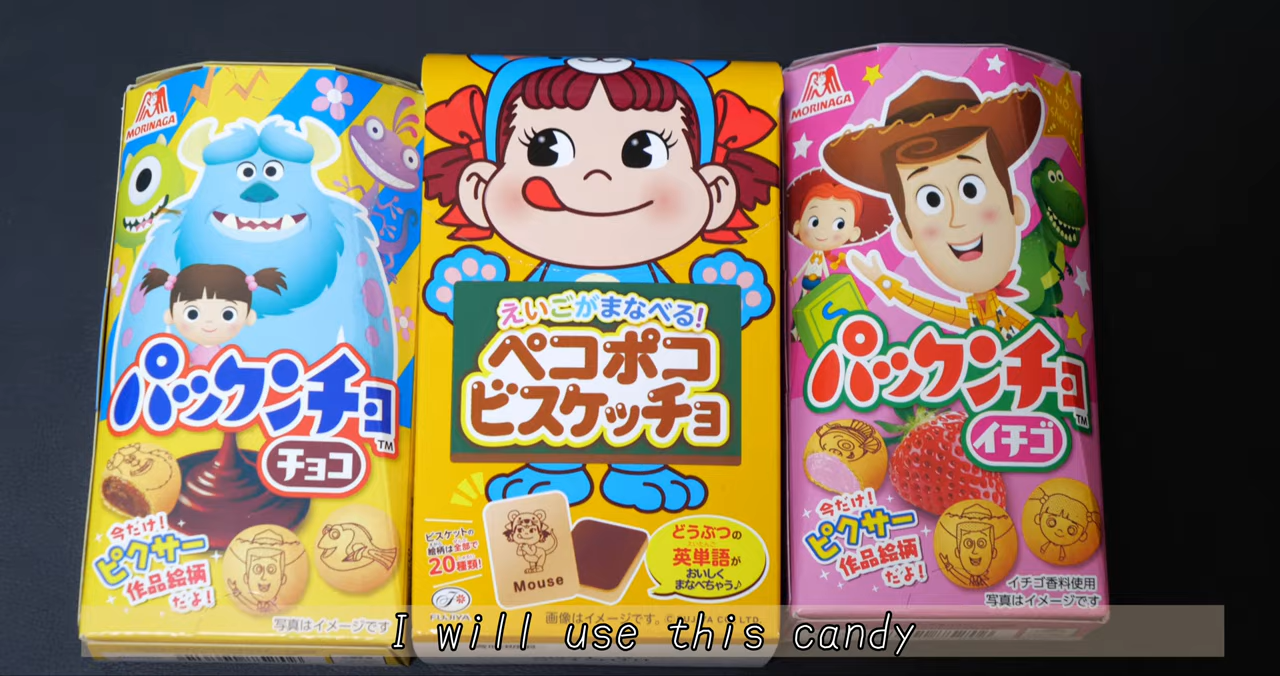 MORINAGA
パックンチョ
TM
チョコ
今だけ!
ピクサー
作品絵柄
だよ!
写真はイメージです
えいごがまなべる!
ペコポコ
ビスケッチョ
ビスケットの
絵柄は全部で
20種類!
Mouse
どうぶつの
英単語が
おいしく
まなべちゃう♪
FUJIYA
画像はイメージです。
MORINAGA
パックンチョ
TM
イチゴ
今だけ!
ピクサー
作品絵柄
だよ!
イチゴ香料使用
写真はイメージです
MORINAGA
I will use this candy